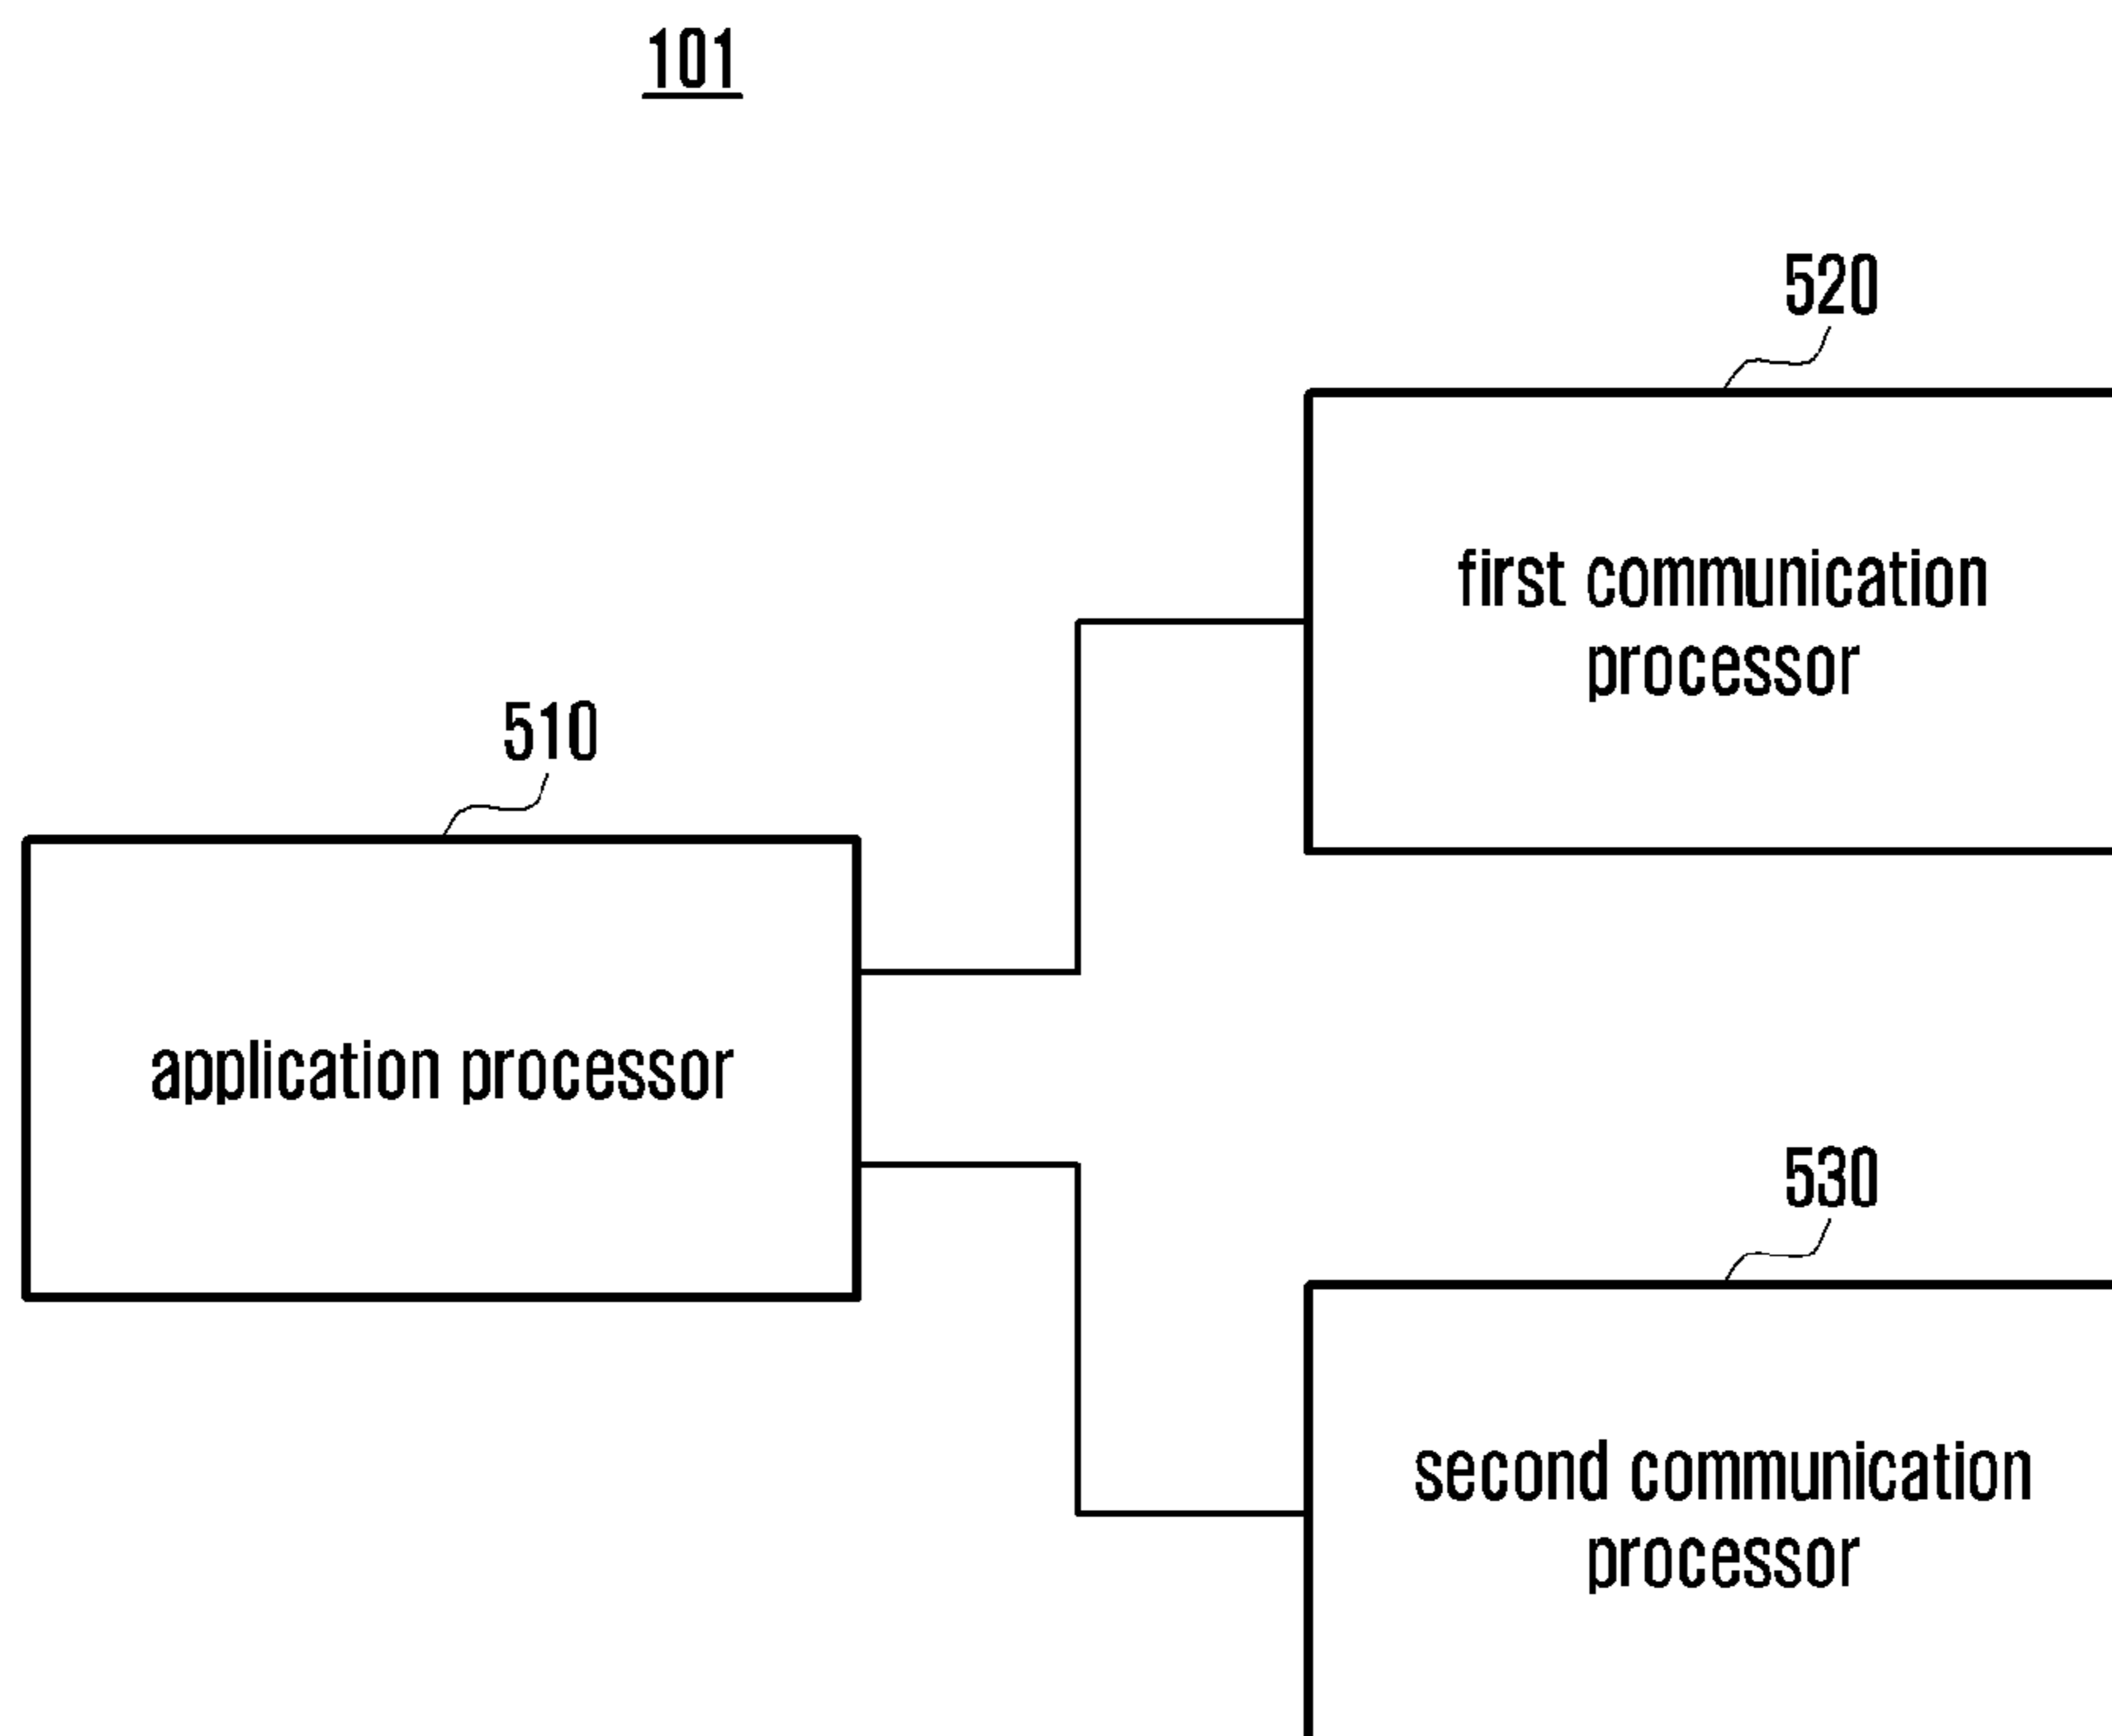 101
520
first communication
processor
510
application processor
530
second communication
processor